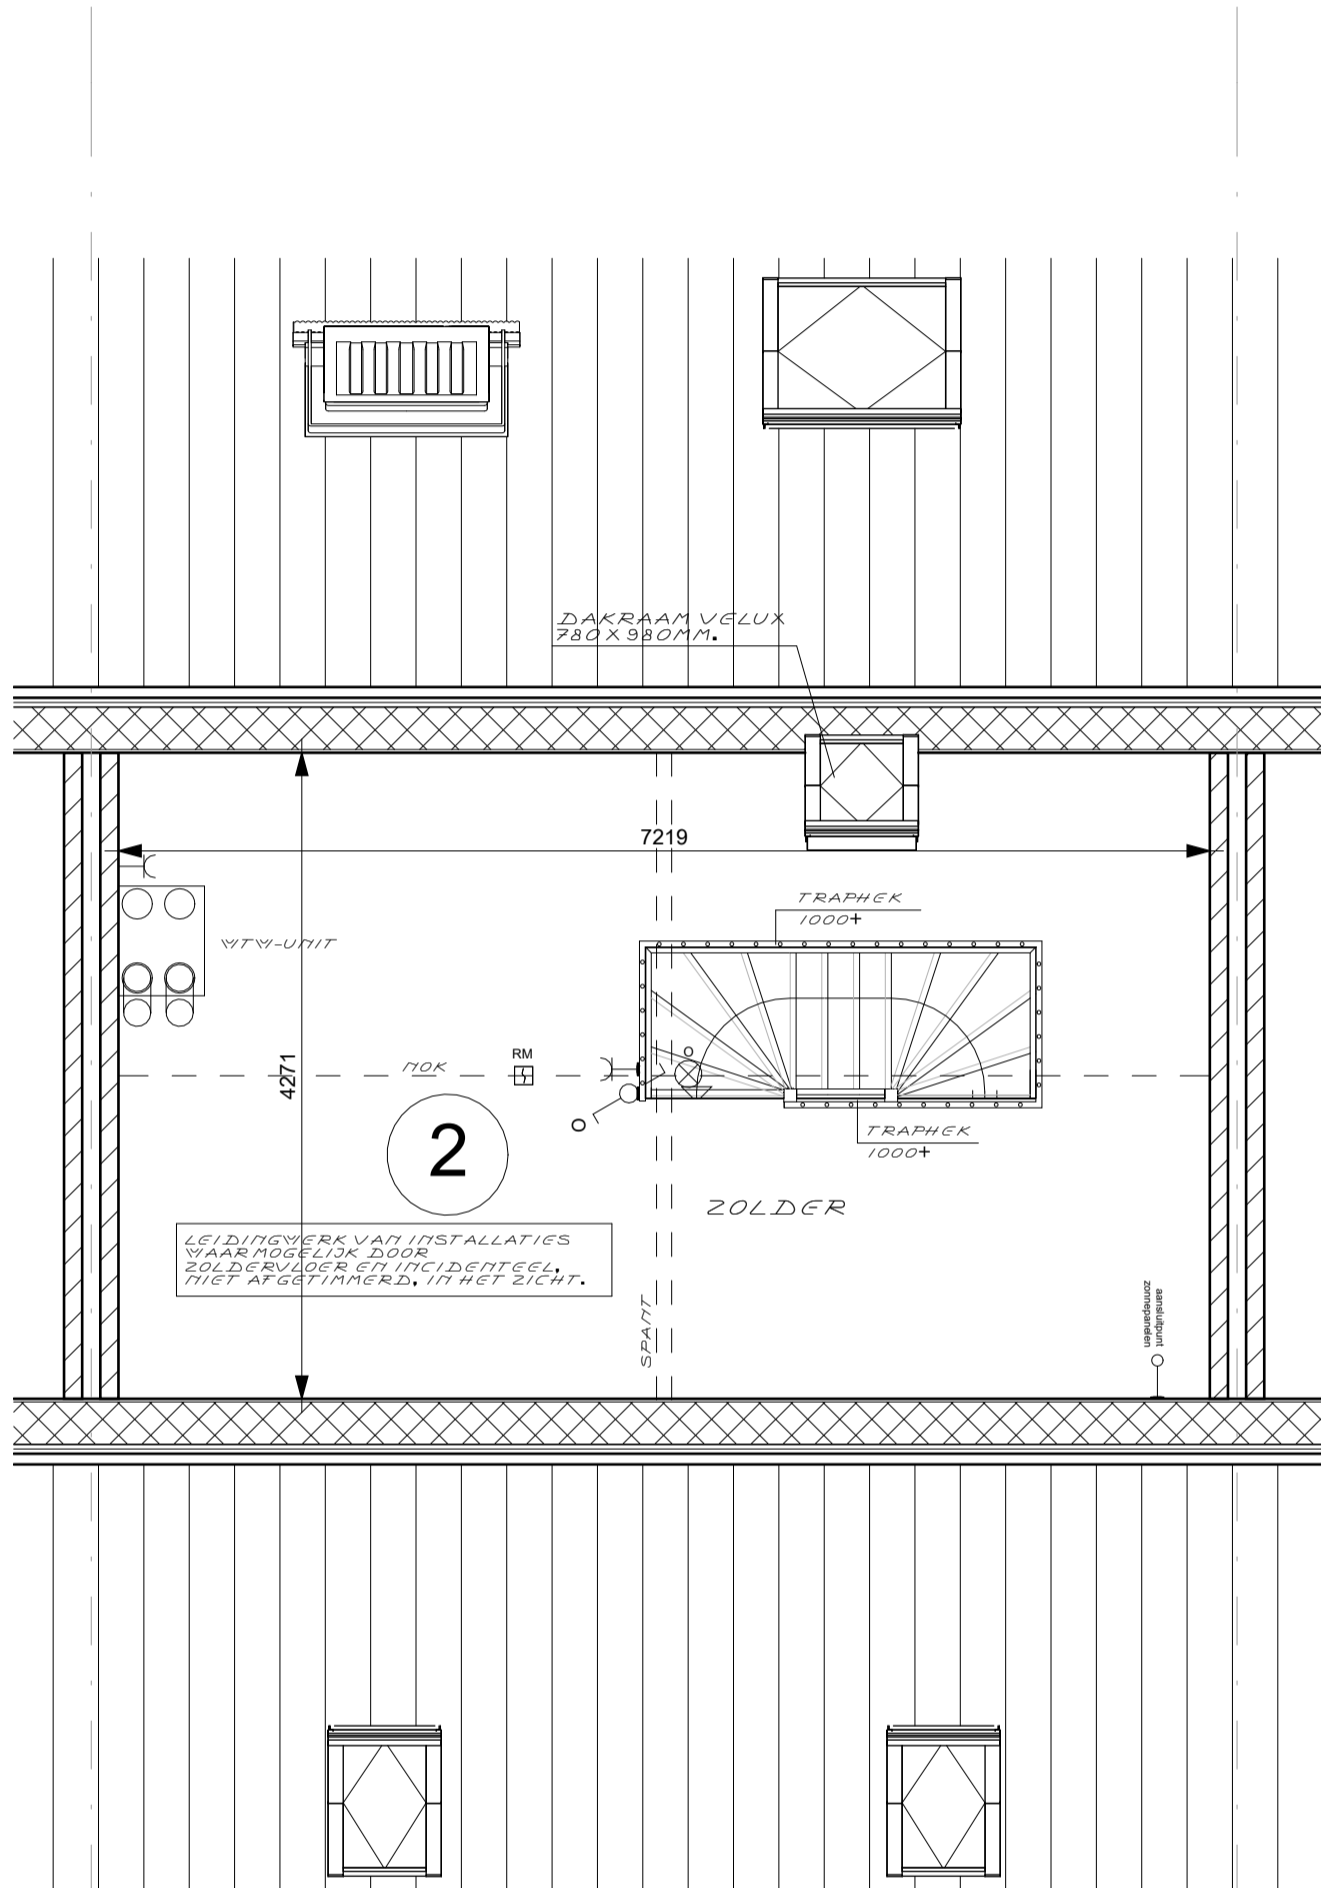 DAKRAAM VELUX
780 X 980MM.
7219
TRAPHEK
1000+
WTW-UNIT
4271
NOK
RM
O
O
2
TRAPHEK
1000+
ZOLDER
LEIDINGWERK VAN INSTALLATIES
WAAR MOGELIJK DOOR
ZOLDERVLOER EN INCIDENTEEL,
NIET AFGETIMMERD, IN HET ZICHT.
SPANT
aansluitpunt
zonnepanelen